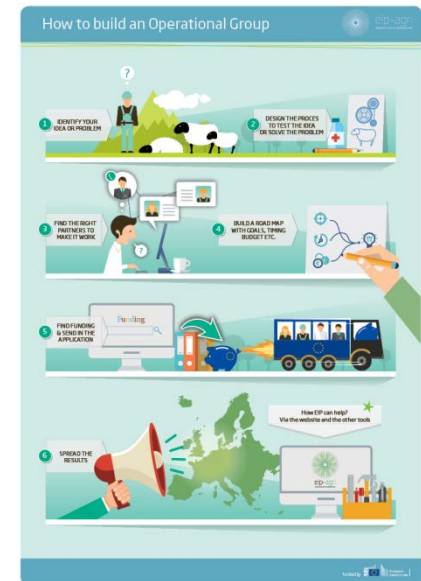 How to build an Operational Group
eip-agri
?
1
IDENTIFY YOUR
IDEA OR PROBLEM
2
DESIGN THE PROCES
TO TEST THE IDEA
OR SOLVE THE PROBLEM
3
FIND THE RIGHT
PARTNERS TO
MAKE IT WORK
?
4
BUILD A ROAD MAP
WITH GOALS, TIMING
BUDGET ETC.
5
FIND FUNDING
& SEND IN THE
APPLICATION
Funding
6
SPREAD THE
RESULTS
How EIP can help?
Via the website and the other tools
eip-agri
funded by